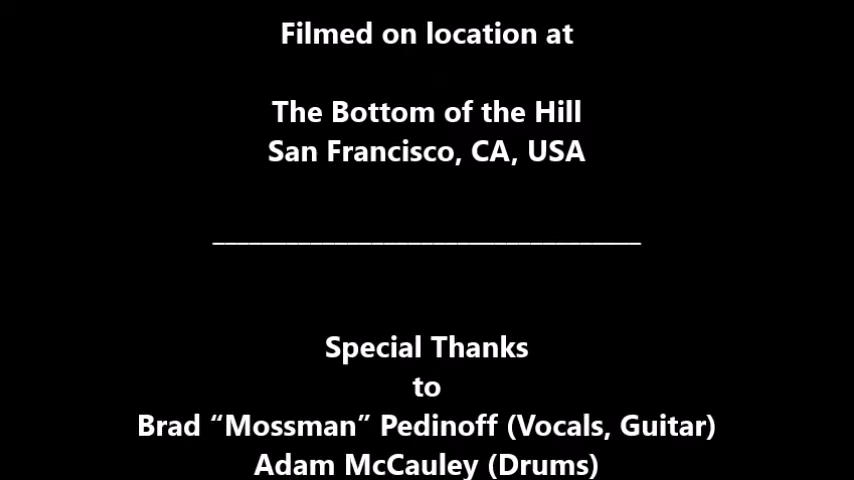 Filmed on location at
The Bottom of the Hill
San Francisco, CA, USA
Special Thanks
to
Brad “Mossman” Pedinoff (Vocals, Guitar)
Adam McCauley (Drums)